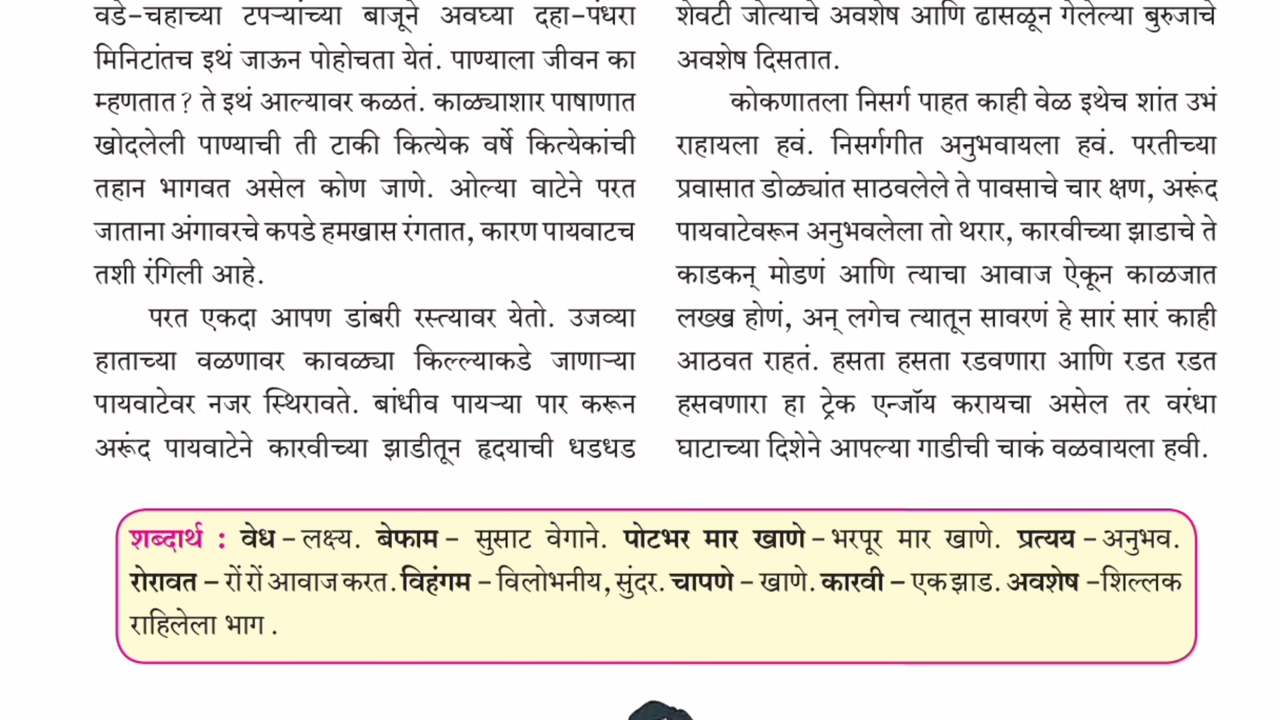 वडे-चहाच्या टपऱ्यांच्या बाजूने अवघ्या दहा-पंधरा
मिनिटांतच इथं जाऊन पोहोचता येतं. पाण्याला जीवन का
म्हणतात? ते इथं आल्यावर कळतं. काळ्याशार पाषाणात
खोदलेली पाण्याची ती टाकी कित्येक वर्षे कित्येकांची
तहान भागवत असेल कोण जाणे. ओल्या वाटेने परत
जाताना अंगावरचे कपडे हमखास रंगतात, कारण पायवाटच
तशी रंगिली आहे.
परत एकदा आपण डांबरी रस्त्यावर येतो. उजव्या
हाताच्या वळणावर कावळ्या किल्ल्याकडे जाणाऱ्या
पायवाटेवर नजर स्थिरावते. बांधीव पायऱ्या पार करून
अरूंद पायवाटेने कारवीच्या झाडीतून हृदयाची धडधड
शेवटी जोत्याचे अवशेष आणि ढासळून गेलेल्या बुरुजाचे
अवशेष दिसतात.
कोकणातला निसर्ग पाहत काही वेळ इथेच शांत उभं
राहायला हवं. निसर्गगीत अनुभवायला हवं. परतीच्या
प्रवासात डोळ्यांत साठवलेले ते पावसाचे चार क्षण, अरूंद
पायवाटेवरून अनुभवलेला तो थरार, कारवीच्या झाडाचे ते
काडकन् मोडणं आणि त्याचा आवाज ऐकून काळजात
लख्ख होणं, अन् लगेच त्यातून सावरणं हे सारं सारं काही
आठवत राहतं. हसता हसता रडवणारा आणि रडत रडत
हसवणारा हा ट्रेक एन्जॉय करायचा असेल तर वरंधा
घाटाच्या दिशेने आपल्या गाडीची चाकं वळवायला हवी.
शब्दार्थ : वेध – लक्ष्य. बेफाम – सुसाट वेगाने. पोटभर मार खाणे – भरपूर मार खाणे. प्रत्यय – अनुभव.
रोरावत – रों रों आवाज करत. विहंगम – विलोभनीय, सुंदर. चापणे – खाणे. कारवी – एक झाड. अवशेष –शिल्लक
राहिलेला भाग .